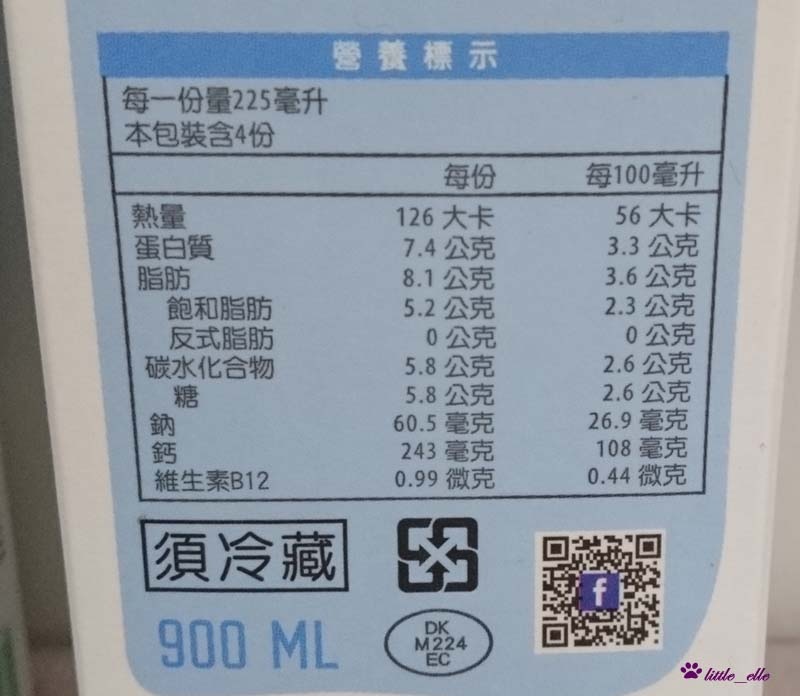 營養標示
每一份量225毫升
本包裝含4份
每份 每100毫升
熱量 126 大卡 56 大卡
蛋白質 7.4 公克 3.3 公克
脂肪 8.1 公克 3.6 公克
飽和脂肪 5.2 公克 2.3 公克
反式脂肪 0 公克 0 公克
碳水化合物 5.8 公克 2.6 公克
糖 5.8 公克 2.6 公克
鈉 60.5 毫克 26.9 毫克
鈣 243 毫克 108 毫克
維生素B12 0.99 微克 0.44 微克
須冷藏
f
900 ML
DK
M224
EC
little_elle